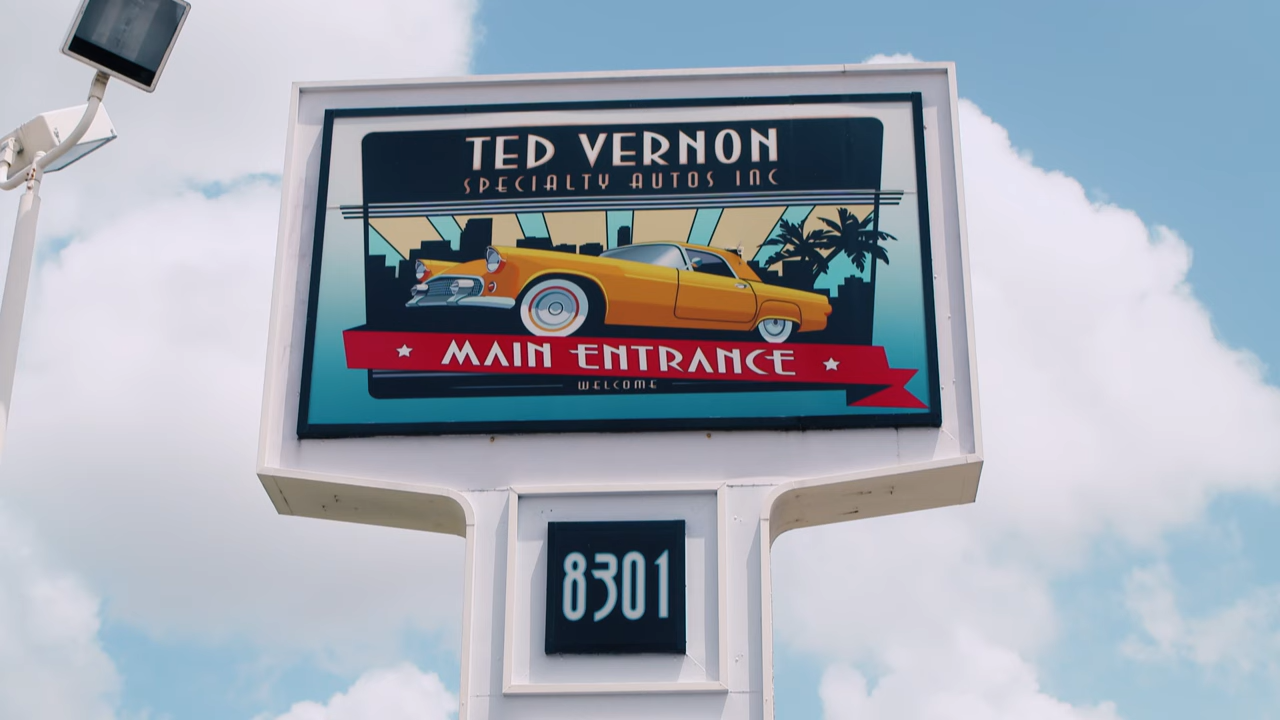 TED VERNON
SPECIALTY AUTOS INC
MAIN ENTRANCE
WELCOME
8301